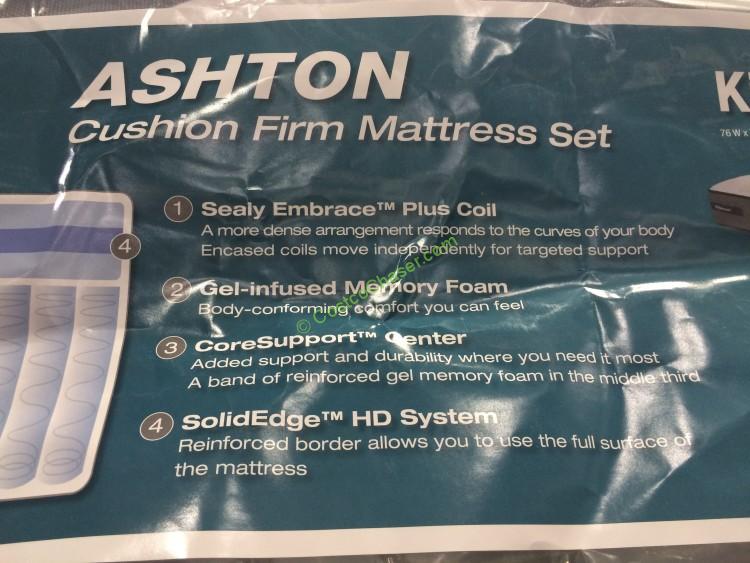 ASHTON
Cushion Firm Mattress Set
76 W x
1 Sealy Embrace™ Plus Coil
A more dense arrangement responds to the curves of your body
Encased coils move independently for targeted support
4
2 Gel-infused Memory Foam
Body-conforming comfort you can feel
© CostcoChaser.com
3 CoreSupport™ Center
Added support and durability where you need it most
A band of reinforced gel memory foam in the middle third
4 SolidEdge™ HD System
Reinforced border allows you to use the full surface of
the mattress